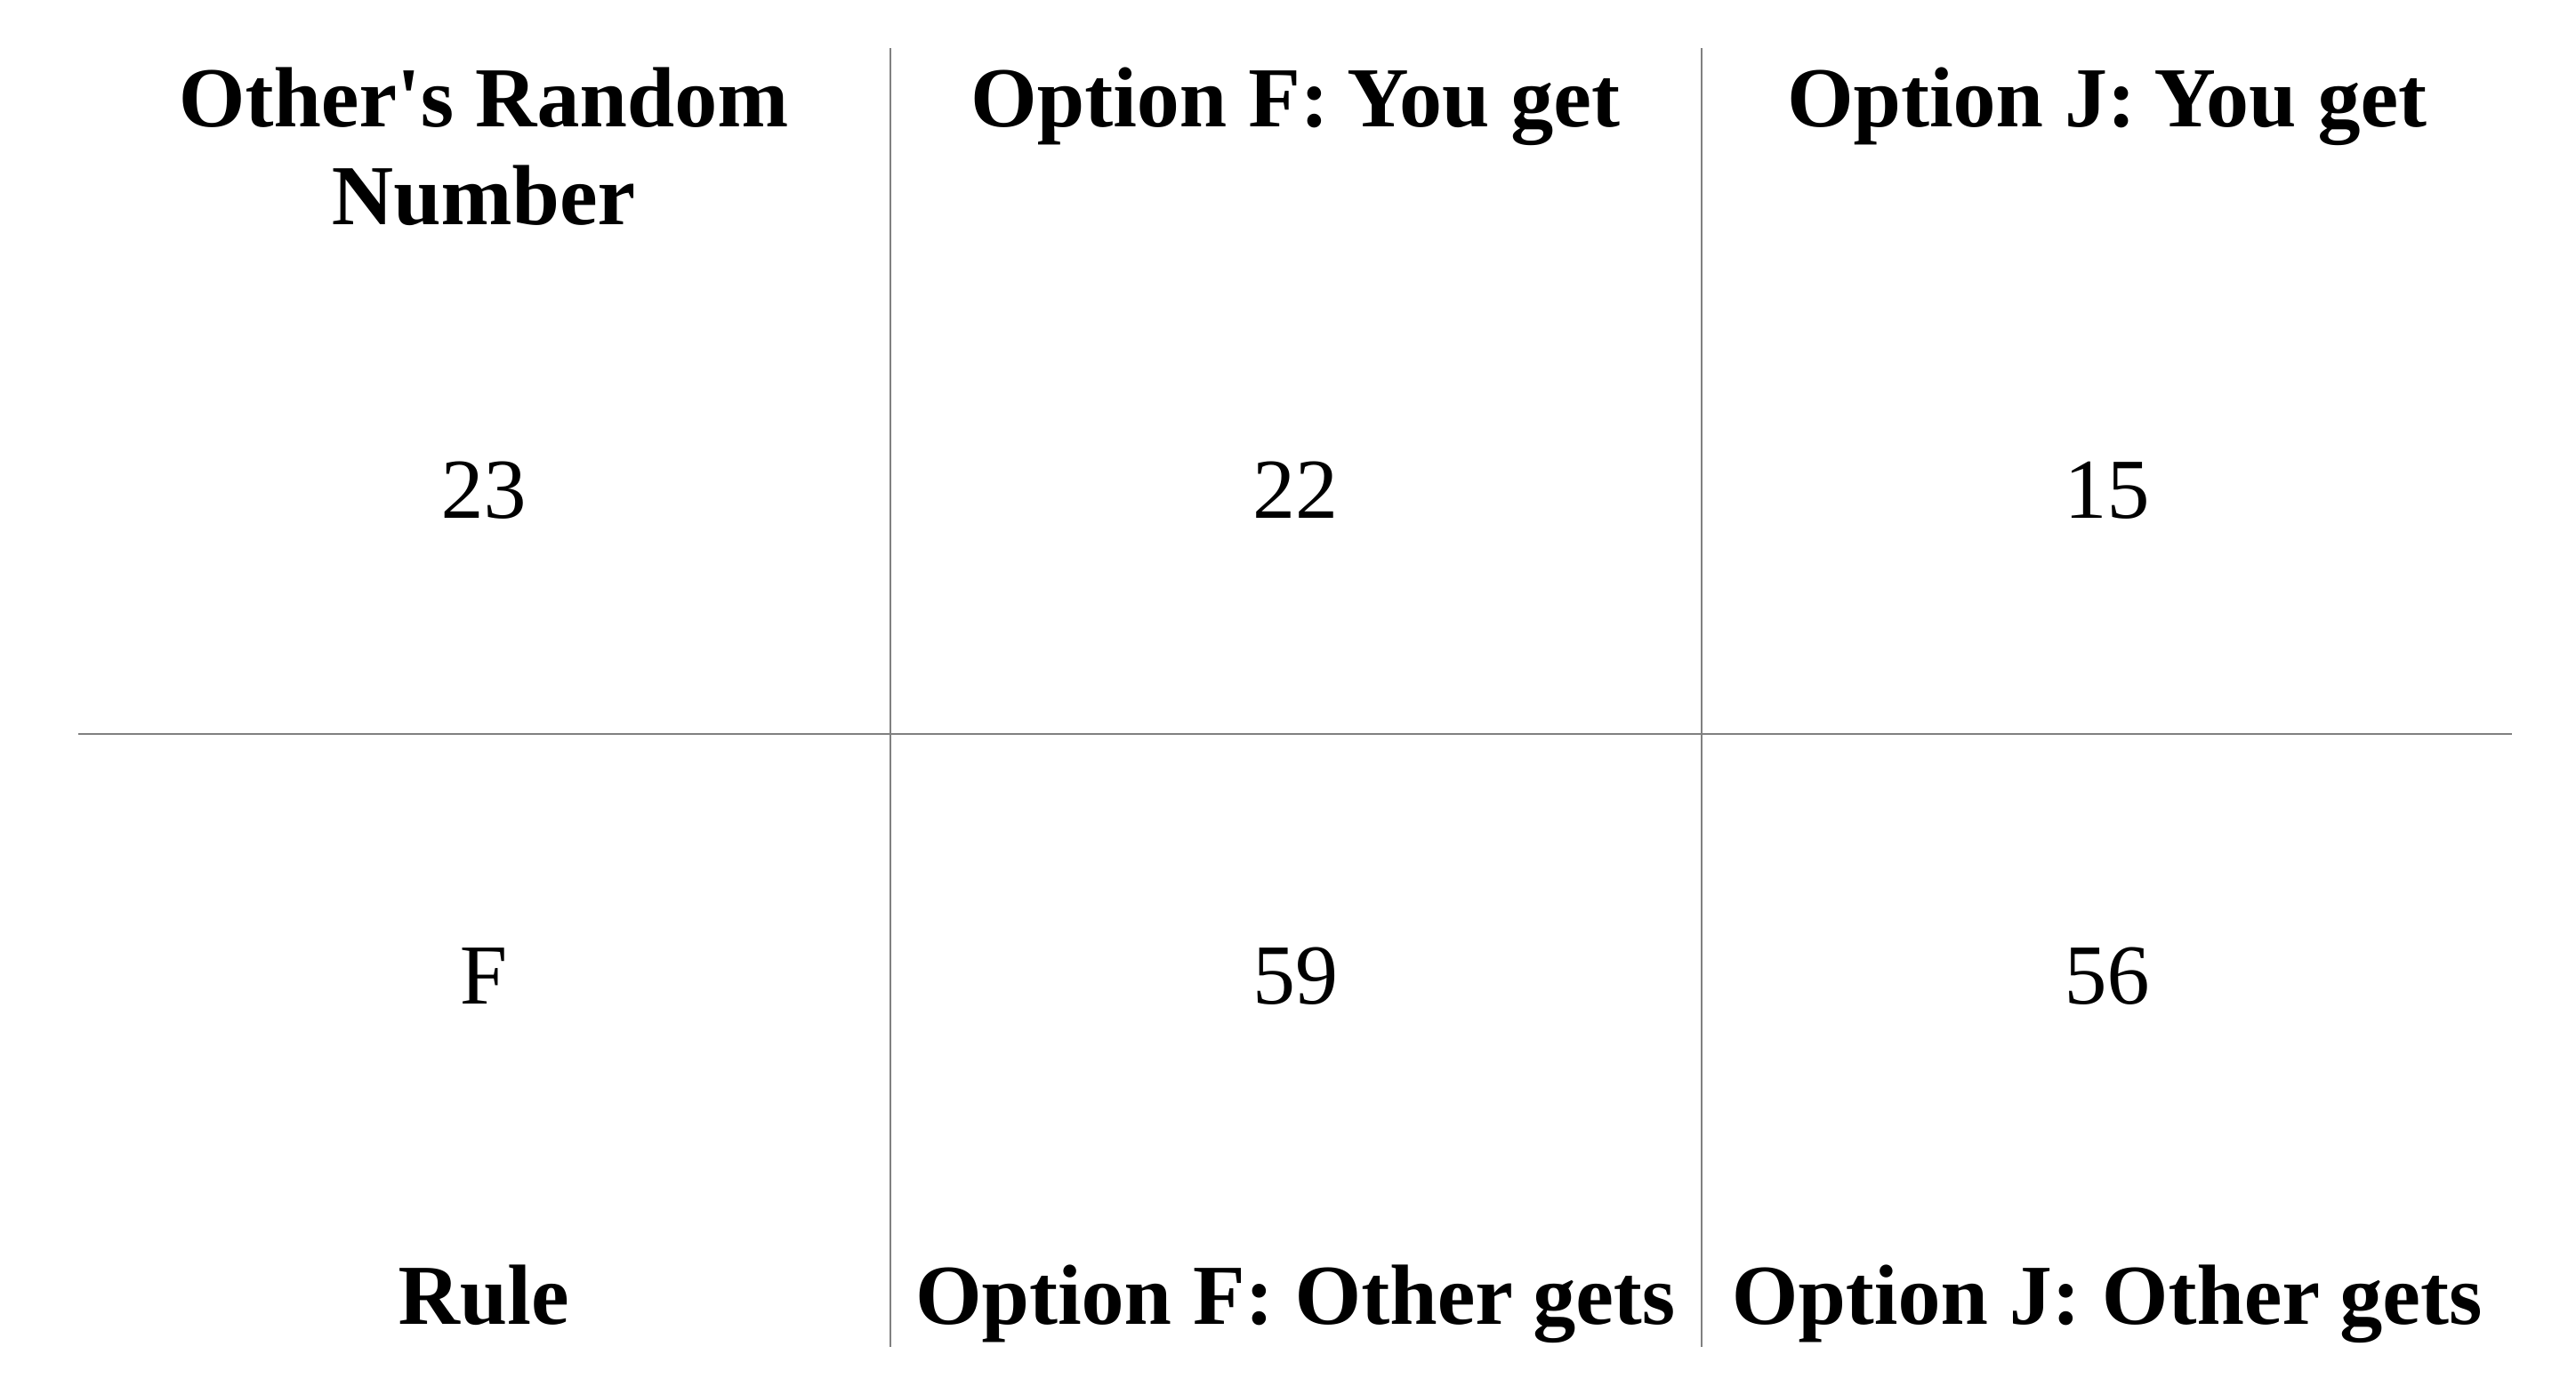 Other's Random
Number
Option F: You get
Option J: You get
23
22
15
F
59
56
Rule
Option F: Other gets
Option J: Other gets